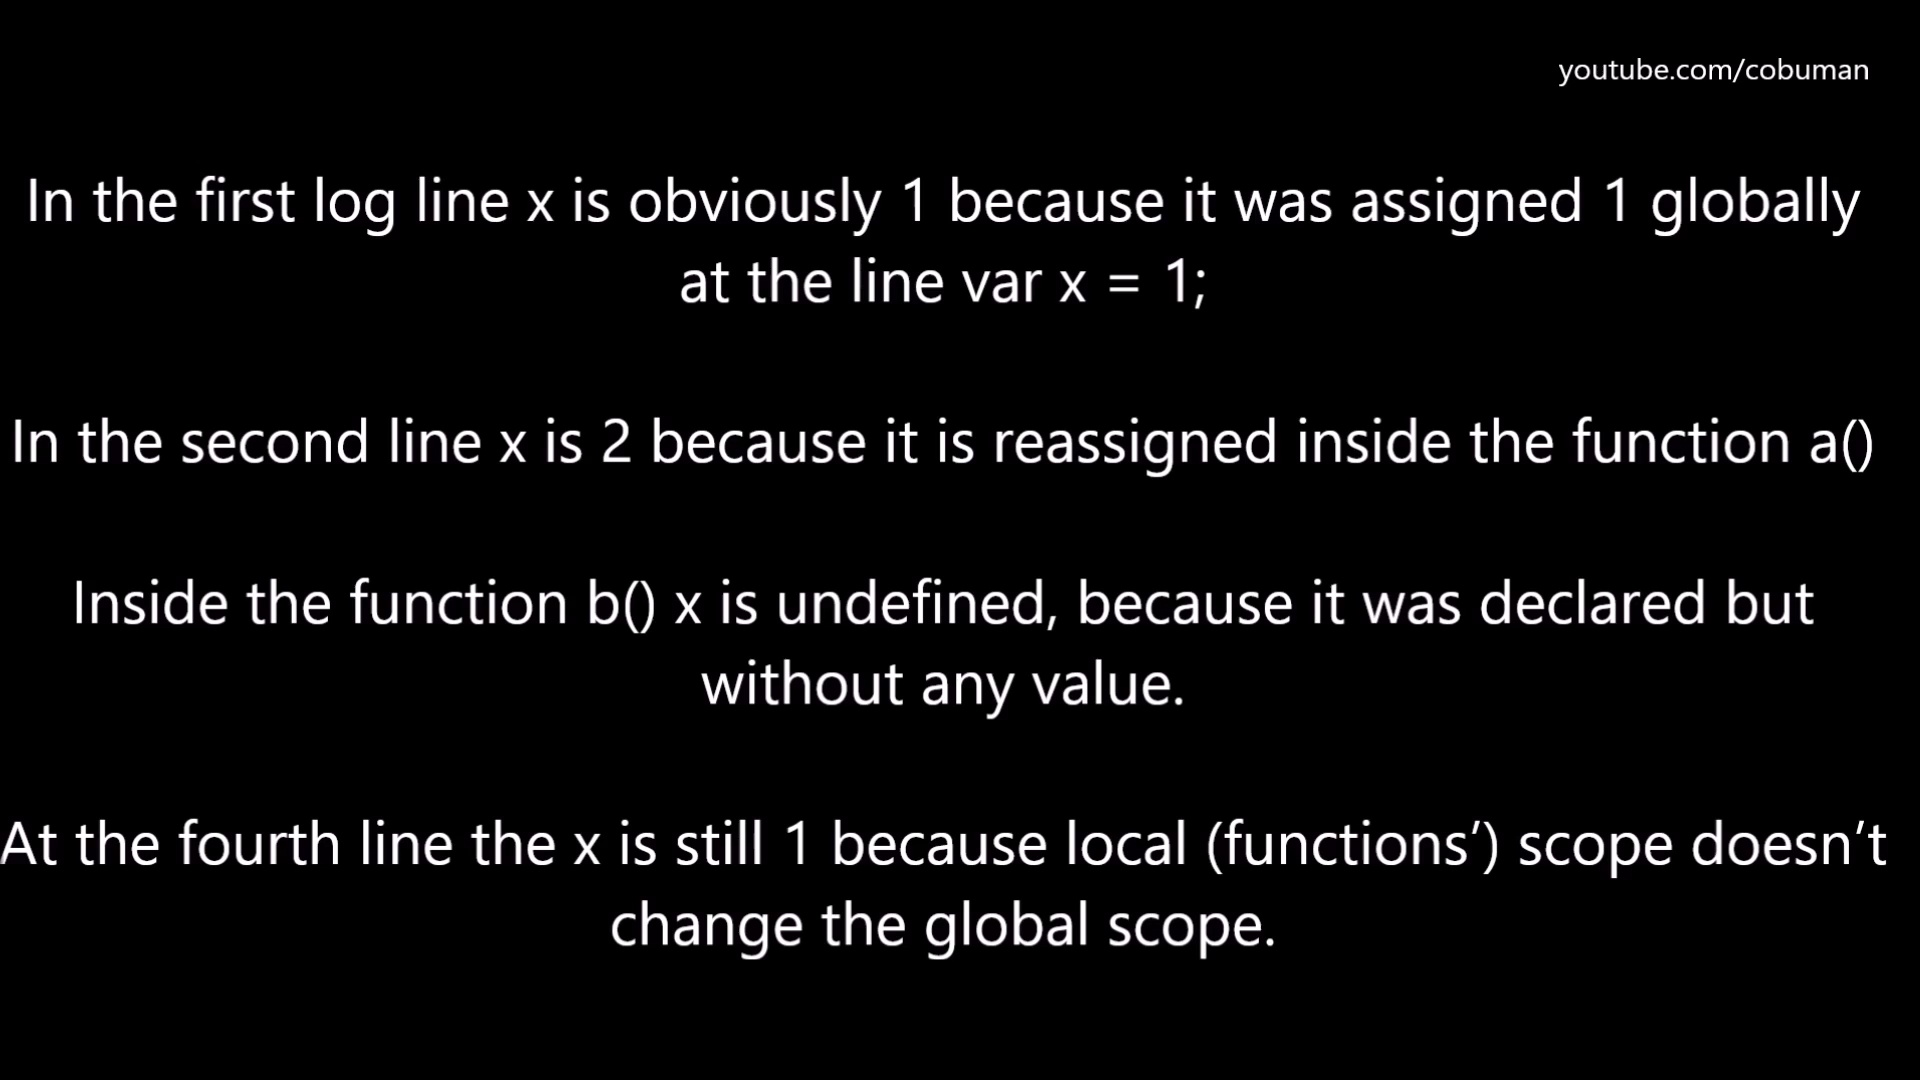 youtube.com/cobuman
In the first log line x is obviously 1 because it was assigned 1 globally
at the line var x = 1;
In the second line x is 2 because it is reassigned inside the function a()
Inside the function b() x is undefined, because it was declared but
without any value.
At the fourth line the x is still 1 because local (functions’) scope doesn’t
change the global scope.